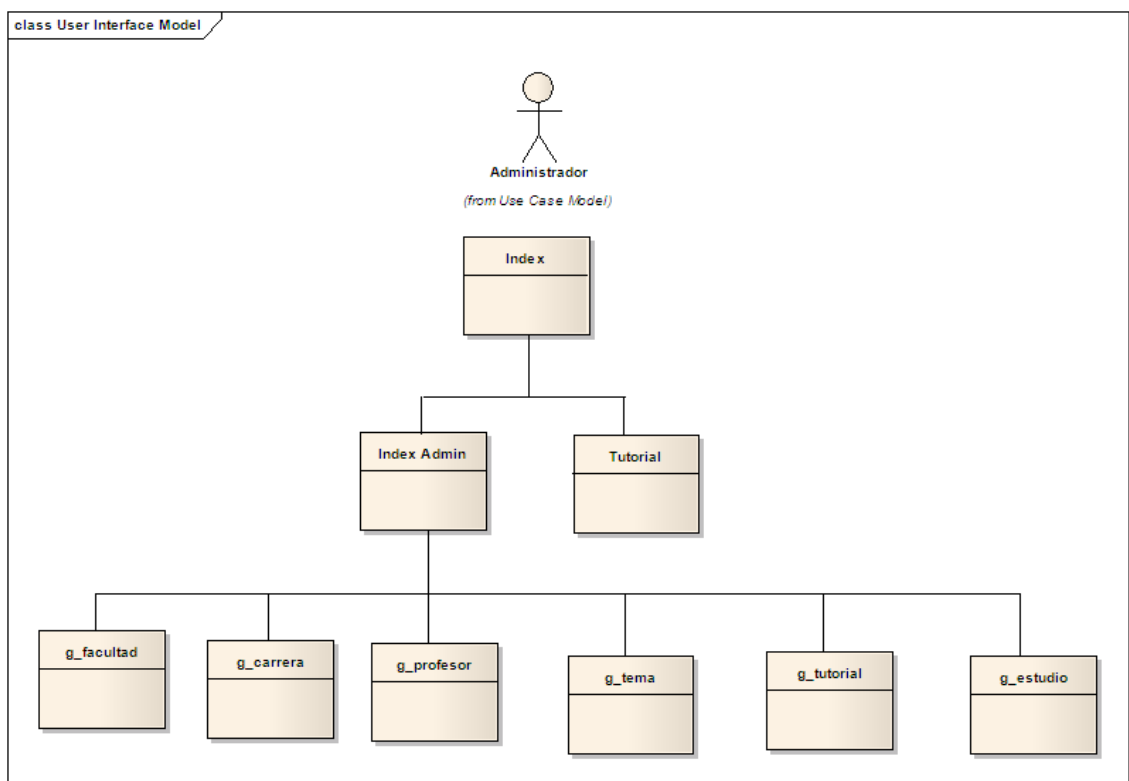 class User Interface Model
Administrador
(from Use Case Model)
Index
Index Admin
Tutorial
g_facultad
g_carrera
g_profesor
g_tema
g_tutorial
g_estudio